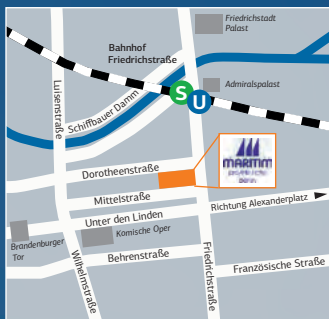 Friedrichstadt
Palast
Bahnhof
Friedrichstraße
Admiralspalast
S
U
Luisenstraße
Schiffbauer Damm
MARITIM
Dorotheenstraße
Mittelstraße
Richtung Alexanderplatz
Unter den Linden
Komische Oper
Brandenburger
Tor
Behrenstraße
Wilhelmstraße
Friedrichstraße
Französische Straße